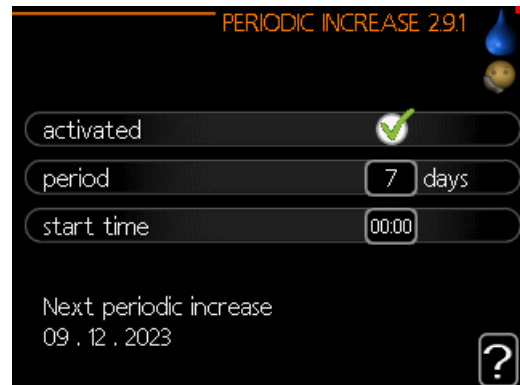 PERIODIC INCREASE 2.9.1
activated
period 7 days
start time 00:00
Next periodic increase
09 . 12 . 2023
?